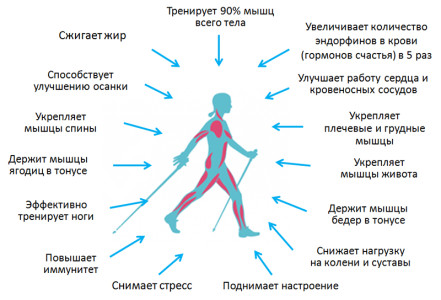 Тренирует 90% мышц
всего тела
Сжигает жир
Увеличивает количество
эндорфинов в крови
(гормонов счастья) в 5 раз
Способствует
улучшению осанки
Улучшает работу сердца и
кровеносных сосудов
Укрепляет
мышцы спины
Укрепляет
плечевые и грудные
мышцы
Держит мышцы
ягодиц в тонусе
Укрепляет
мышцы живота
Эффективно
тренирует ноги
Держит мышцы
бедер в тонусе
Повышает
иммунитет
Снижает нагрузку
на колени и суставы
Снимает стресс
Поднимает настроение